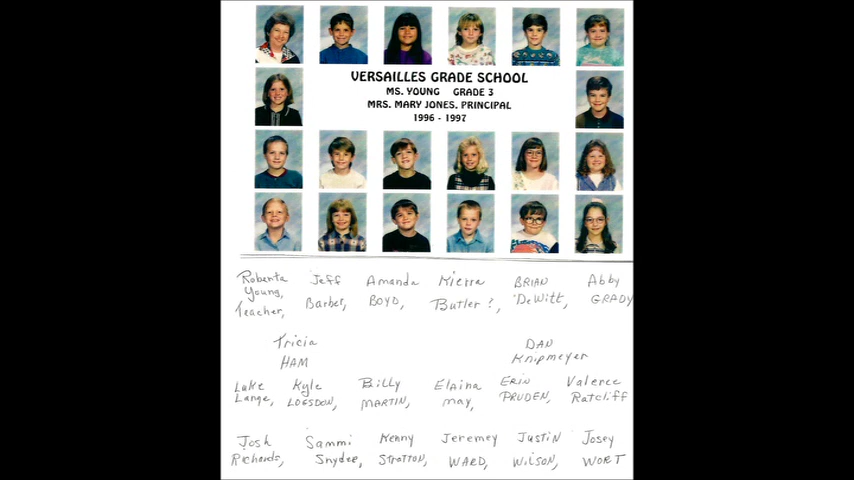 VERSAILLES GRADE SCHOOL
MS. YOUNG GRADE 3
MRS. MARY JONES, PRINCIPAL
1996 - 1997
Roberta Jeff Amanda Kierra BRIAN Abby
Young, Barber, BOYD, Butler?, DeWitt, GRADY
Teacher,
Tricia DAN
HAM Knipmeyer
Luke Kyle Billy Elaina ERIN Valeree
Lange, LOGSDON, MARTIN, May, PRUDEN, Ratcliff
Josh Sammi Kenny Jeremey JUSTIN Josey
Richards, Snyder, STROTTON, WARD, WILSON, WORT